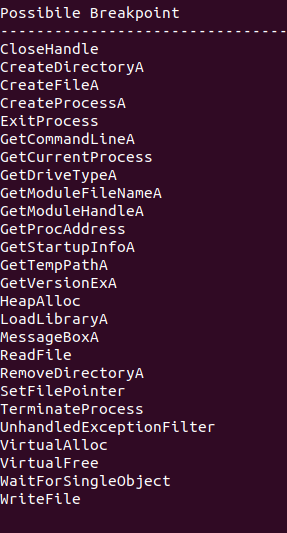 Possibile Breakpoint
--------------------------------
CloseHandle
CreateDirectoryA
CreateFileA
CreateProcessA
ExitProcess
GetCommandLineA
GetCurrentProcess
GetDriveTypeA
GetModuleFileNameA
GetModuleHandleA
GetProcAddress
GetStartupInfoA
GetTempPathA
GetVersionExA
HeapAlloc
LoadLibraryA
MessageBoxA
ReadFile
RemoveDirectoryA
SetFilePointer
TerminateProcess
UnhandledExceptionFilter
VirtualAlloc
VirtualFree
WaitForSingleObject
WriteFile